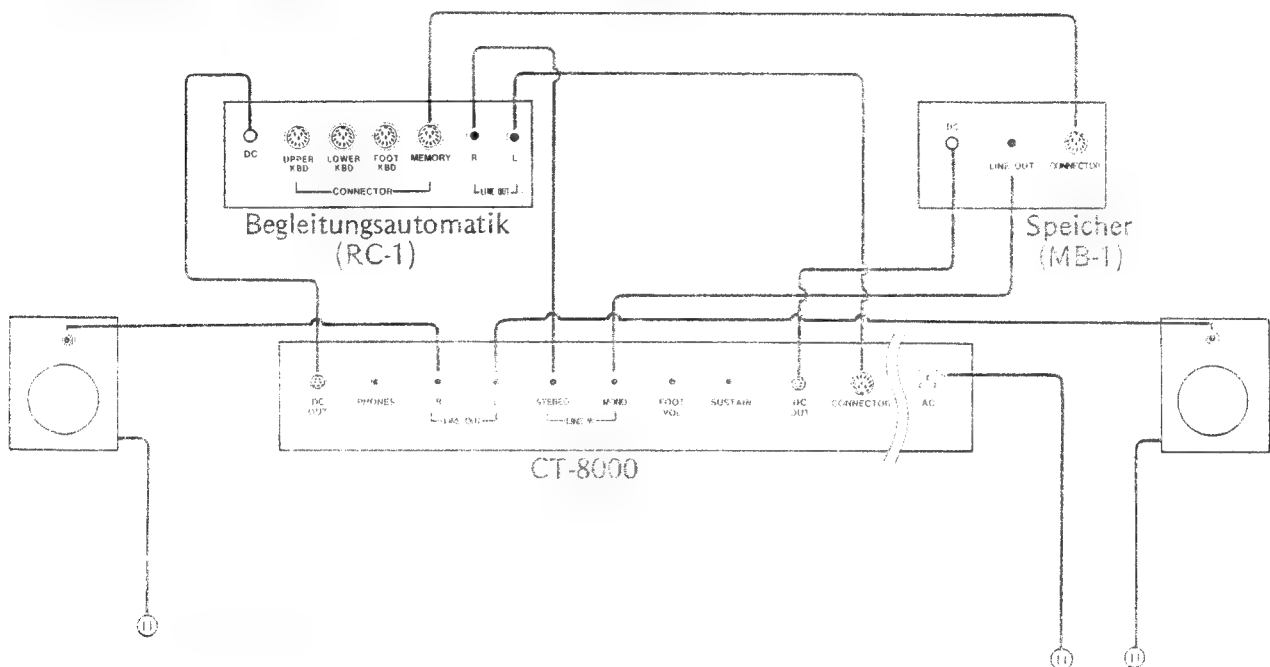 DC
UPPER KBD
LOWER KBD
FOOT KBD
MEMORY
R
L
CONNECTOR
LINE OUT
Begleitungsautomatik
(RC-1)
DC
LINE OUT
CONNECTOR
Speicher
(MB-1)
DC OUT
PHONES
R
LINE OUT
STEREO
MONO
LINE IN
FOOT VOL
SUSTAIN
DC OUT
CONNECTOR
AC
CT-8000